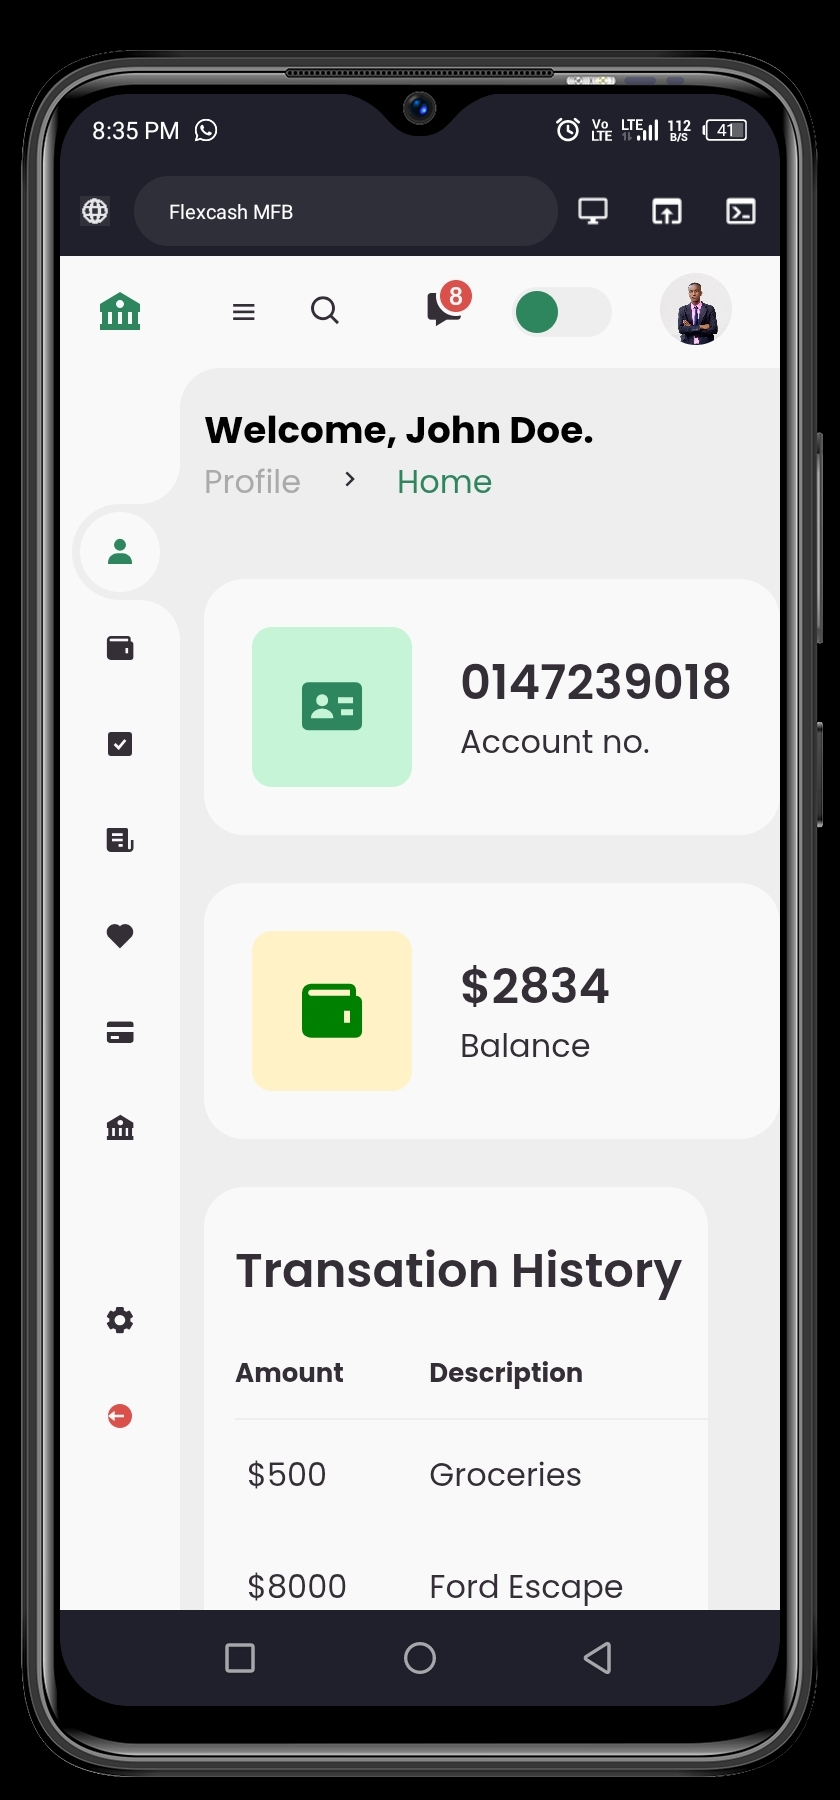 8:35 PM
Vo LTE
LTE
112 B/S
41
Flexcash MFB
8
Welcome, John Doe.
Profile > Home
0147239018
Account no.
$2834
Balance
Transation History
Amount Description
$500 Groceries
$8000 Ford Escape